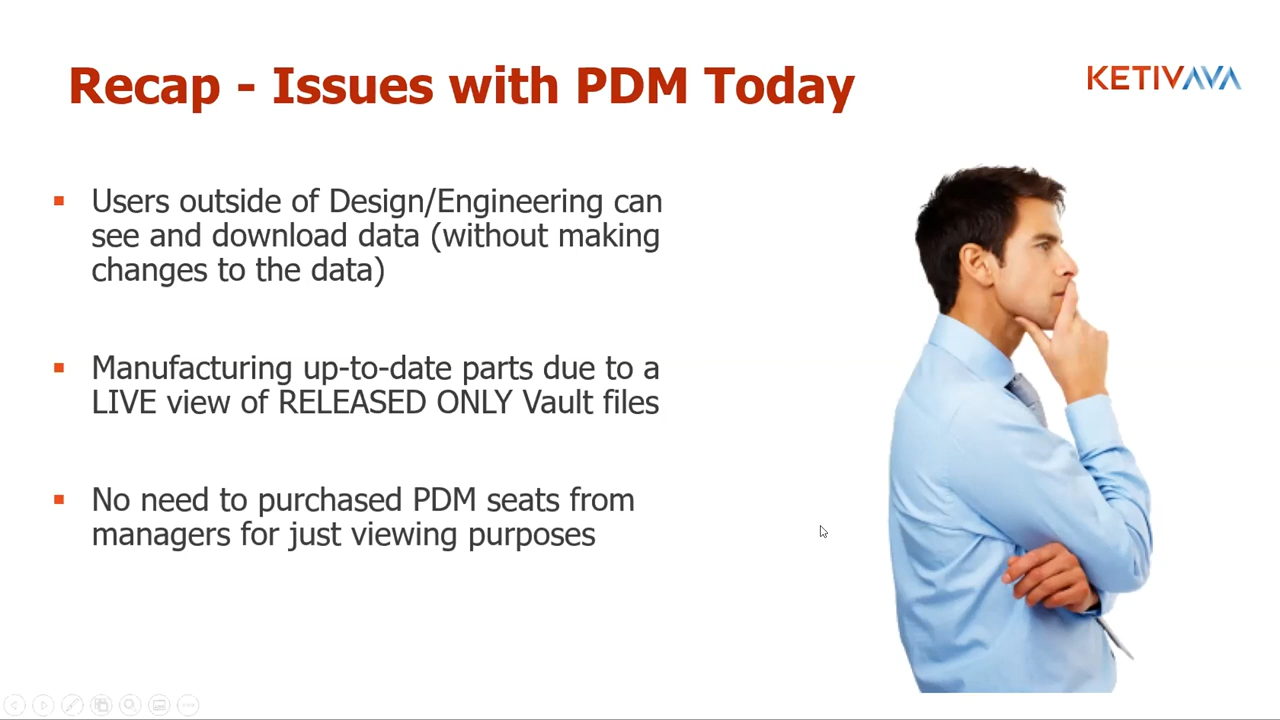 Recap - Issues with PDM Today
KETIVAVA
Users outside of Design/Engineering can
see and download data (without making
changes to the data)
Manufacturing up-to-date parts due to a
LIVE view of RELEASED ONLY Vault files
No need to purchased PDM seats from
managers for just viewing purposes